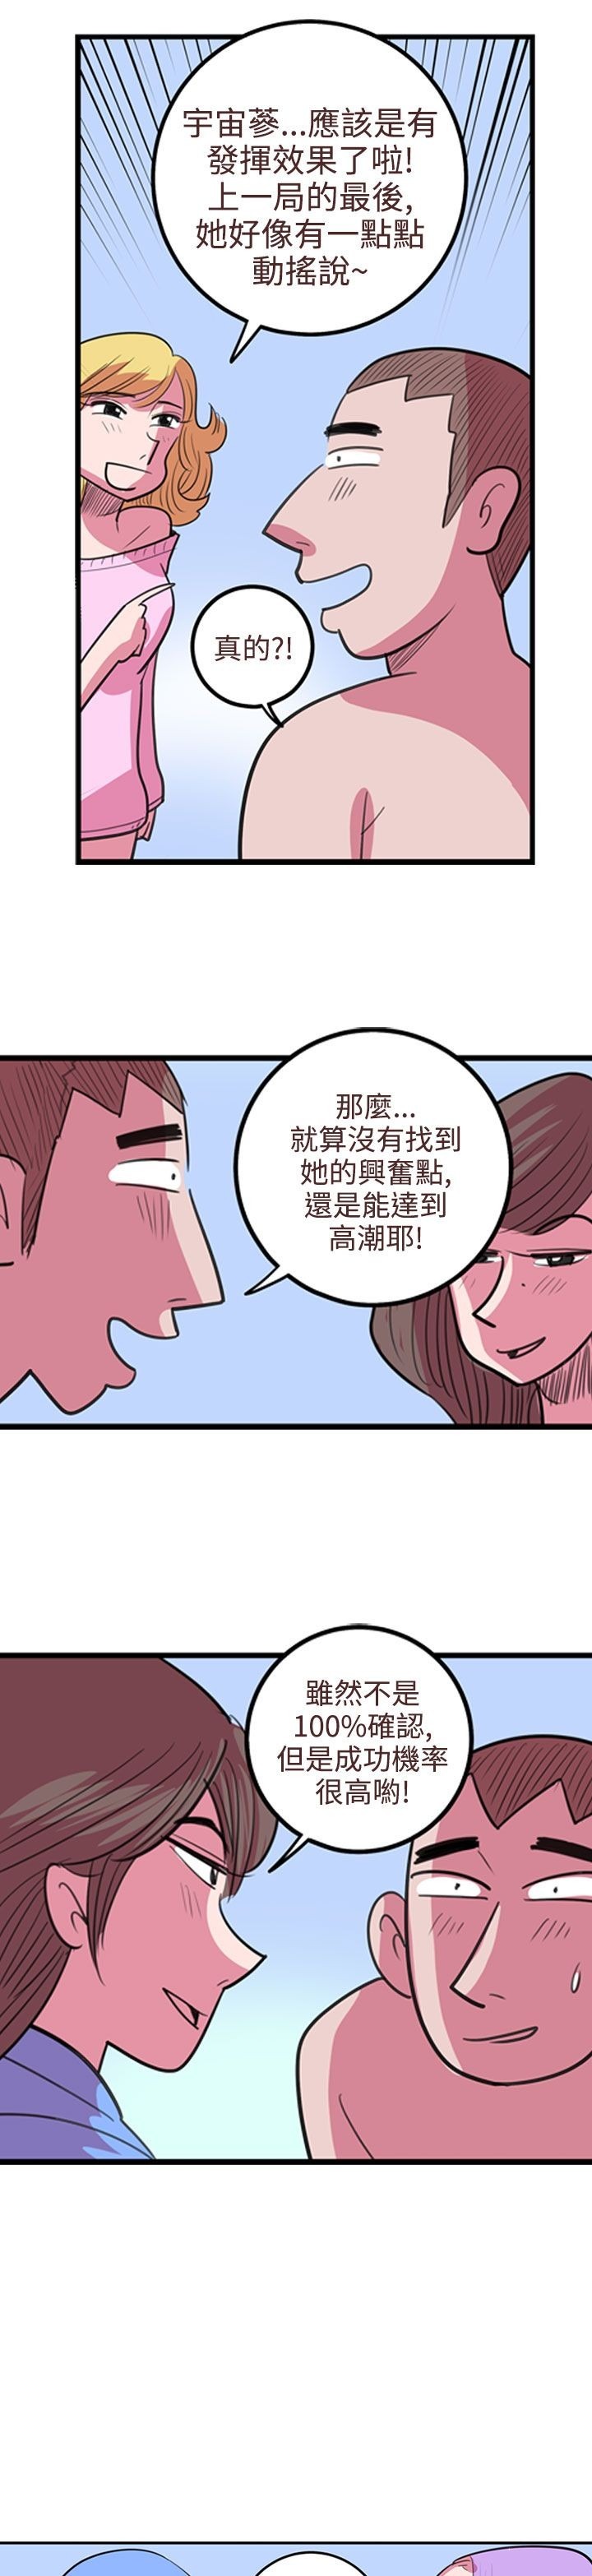 宇宙蔘...應該是有
發揮效果了啦!
上一局的最後,
她好像有一點點
動搖說~
真的?!
那麼...
就算沒有找到
她的興奮點,
還是能達到
高潮耶!
雖然不是
100%確認,
但是成功機率
很高喲!